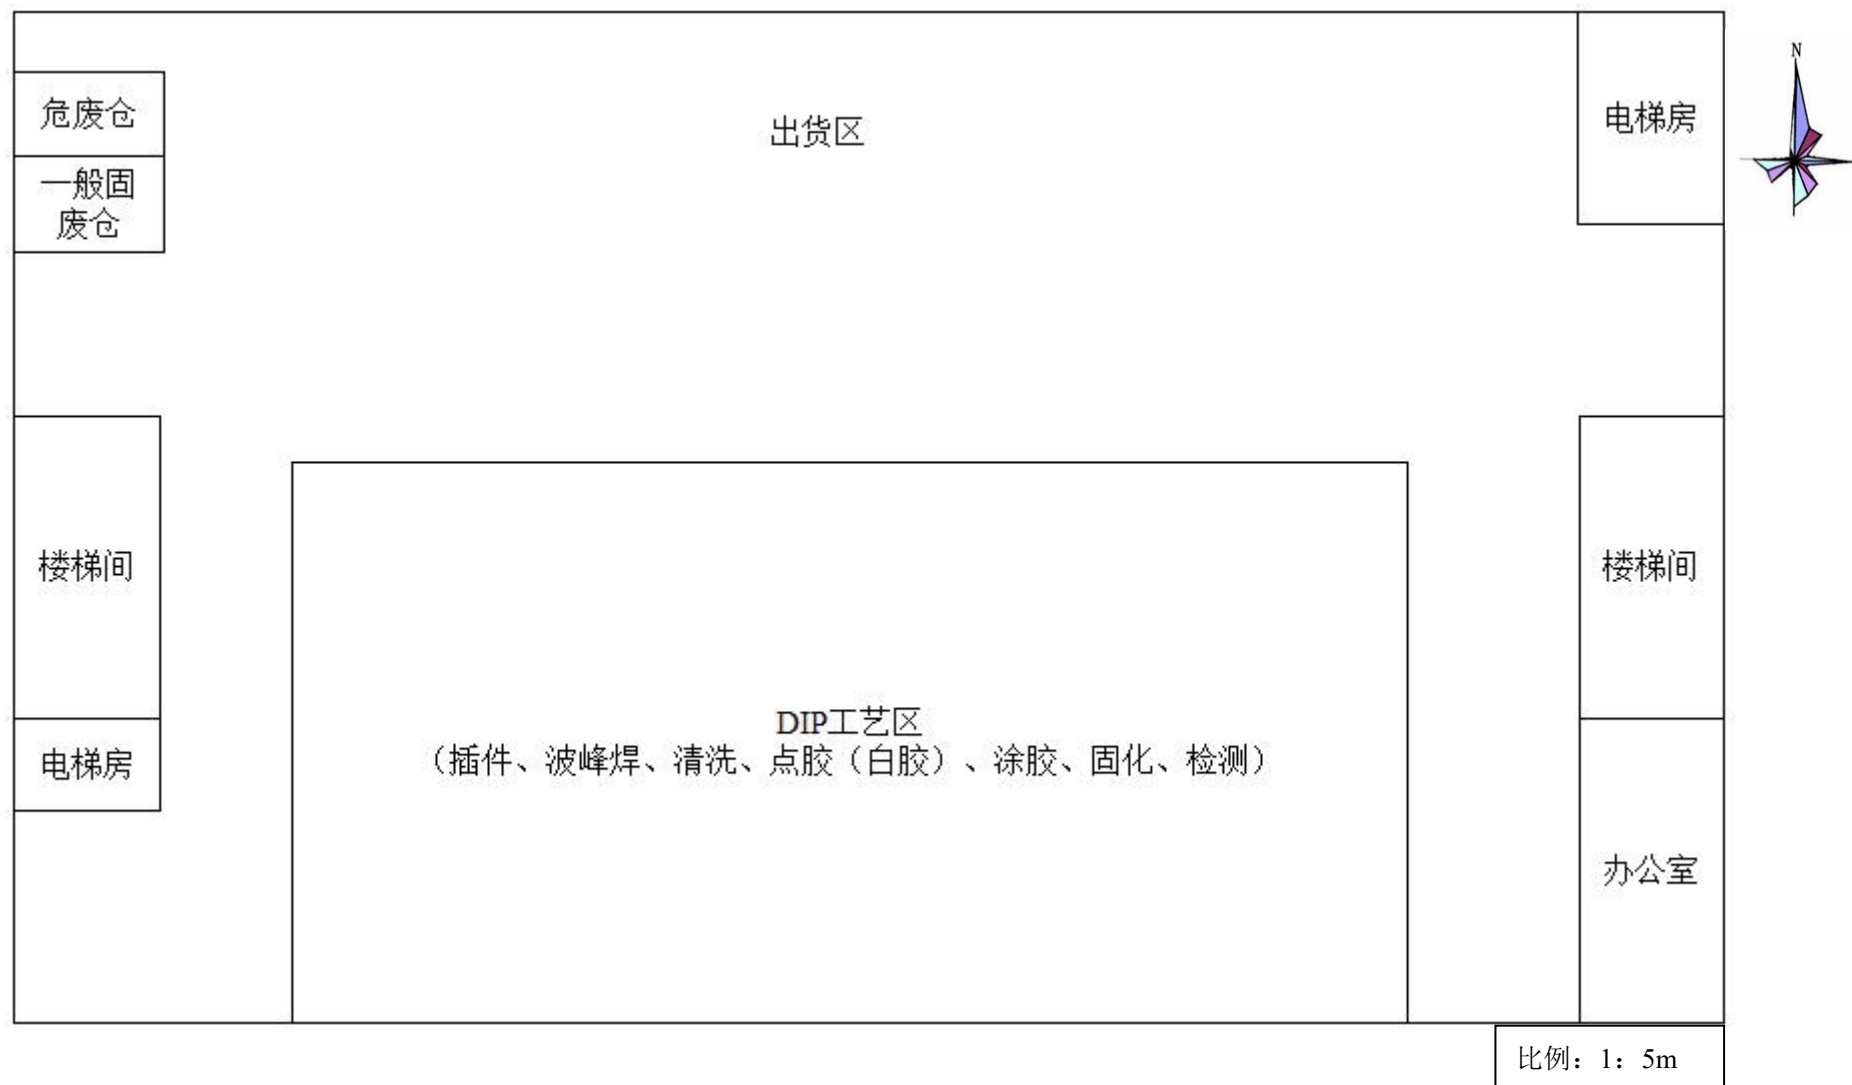 N
危废仓
出货区
电梯房
一般固
废仓
楼梯间
楼梯间
DIP工艺区
（插件、波峰焊、清洗、点胶（白胶）、涂胶、固化、检测）
电梯房
办公室
比例：1：5m